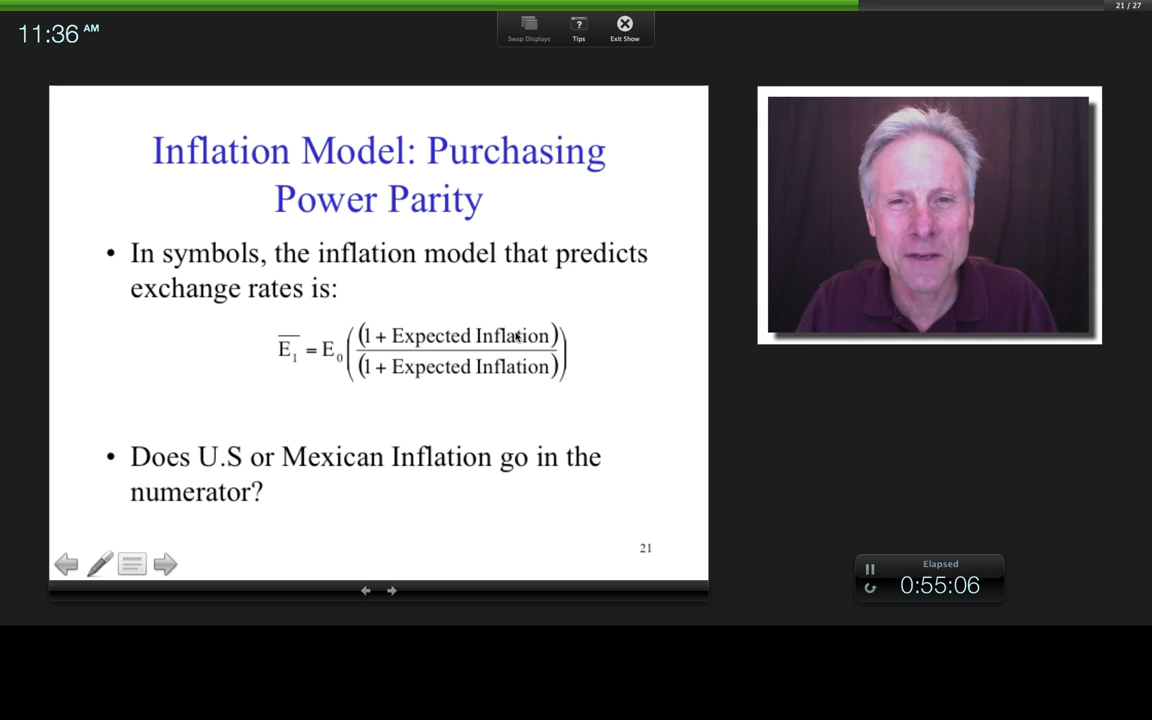 21 / 27
11:36 AM
Swap Displays
Tips
Exit Show
Inflation Model: Purchasing
Power Parity
• In symbols, the inflation model that predicts
exchange rates is:
E1 = E0 ( (1 + Expected Inflation) / (1 + Expected Inflation) )
• Does U.S or Mexican Inflation go in the
numerator?
21
Elapsed
0:55:06